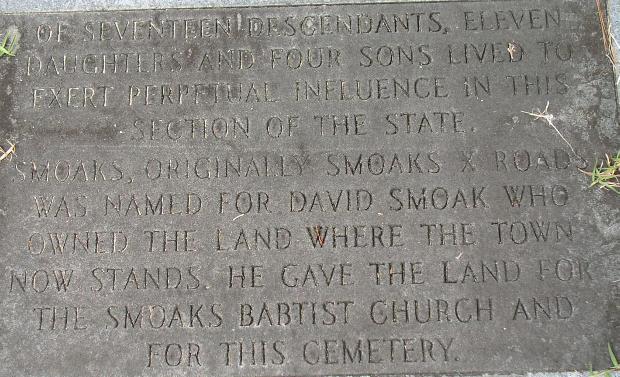 OF SEVENTEEN DESCENDANTS, ELEVEN
DAUGHTERS AND FOUR SONS LIVED TO
EXERT PERPETUAL INFLUENCE IN THIS
SECTION OF THE STATE.
SMOAKS, ORIGINALLY SMOAKS X ROADS
WAS NAMED FOR DAVID SMOAK WHO
OWNED THE LAND WHERE THE TOWN
NOW STANDS. HE GAVE THE LAND FOR
THE SMOAKS BABTIST CHURCH AND
FOR THIS CEMETERY.